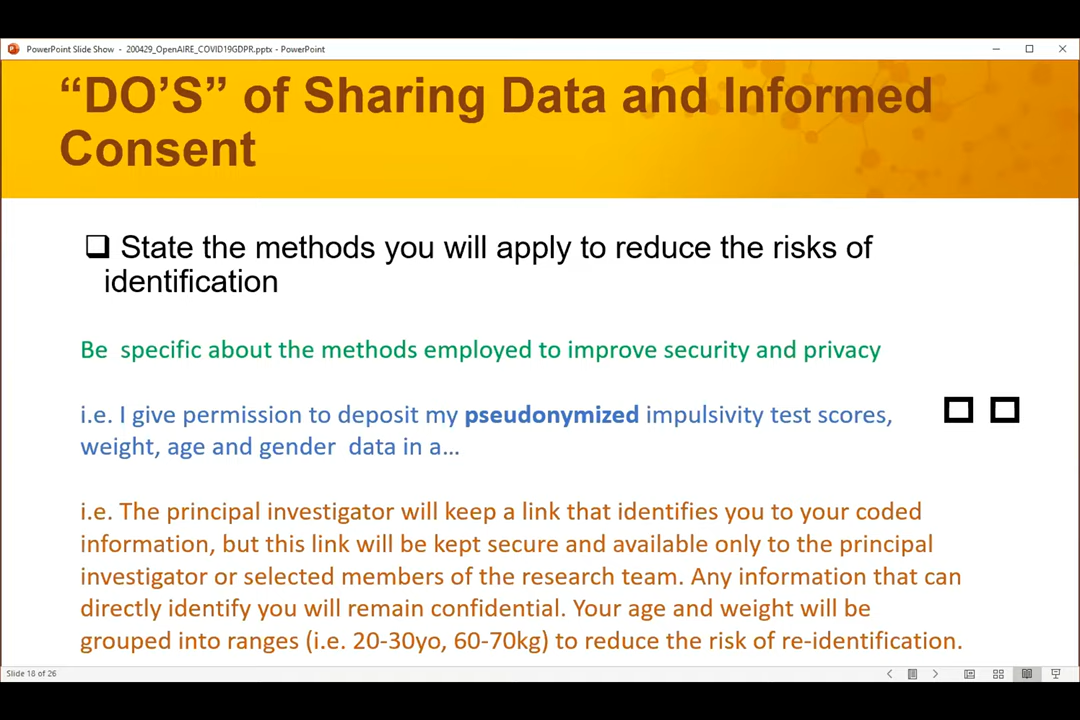 PowerPoint Slide Show - 200429_OpenAIRE_COVID19GDPR.pptx - PowerPoint
“DO’S” of Sharing Data and Informed
Consent
❑ State the methods you will apply to reduce the risks of
identification
Be specific about the methods employed to improve security and privacy
i.e. I give permission to deposit my pseudonymized impulsivity test scores,
weight, age and gender data in a…
i.e. The principal investigator will keep a link that identifies you to your coded
information, but this link will be kept secure and available only to the principal
investigator or selected members of the research team. Any information that can
directly identify you will remain confidential. Your age and weight will be
grouped into ranges (i.e. 20-30yo, 60-70kg) to reduce the risk of re-identification.
Slide 18 of 26